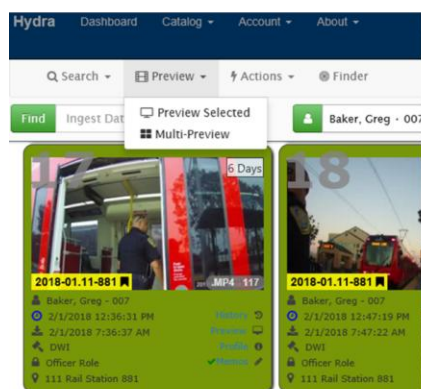 Hydra Dashboard Catalog Account About
Search Preview Actions Finder
Find Ingest Dat Baker, Greg - 007
Preview Selected
Multi-Preview
17 6 Days 18
2018-01.11-881 .MP4 - 117 2018-01.11-881
Baker, Greg - 007 Baker, Greg - 007
2/1/2018 12:36:31 PM History 2/1/2018 12:47:19 PM
2/1/2018 7:36:37 AM Preview 2/1/2018 7:47:22 AM
DWI Profile DWI
Officer Role Memos Officer Role
111 Rail Station 881 111 Rail Station 881